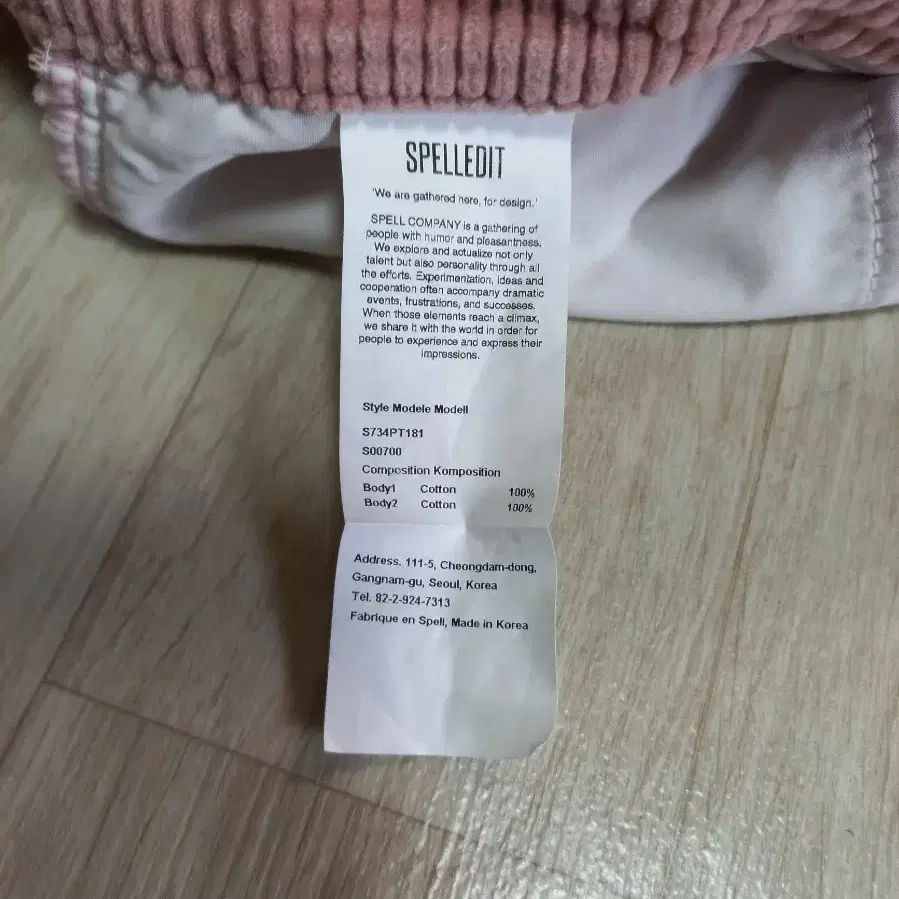 SPELLEDIT
'We are gathered here, for design.'
SPELL COMPANY is a gathering of
people with humor and pleasantness.
We explore and actualize not only
talent but also personality through all
the efforts. Experimentation, ideas and
cooperation often accompany dramatic
events, frustrations, and successes.
When those elements reach a climax,
we share it with the world in order for
people to experience and express their
impressions.
Style Modele Modell
S734PT181
S00700
Composition Komposition
Body1 Cotton 100%
Body2 Cotton 100%
Address. 111-5, Cheongdam-dong,
Gangnam-gu, Seoul, Korea
Tel. 82-2-924-7313
Fabrique en Spell, Made in Korea